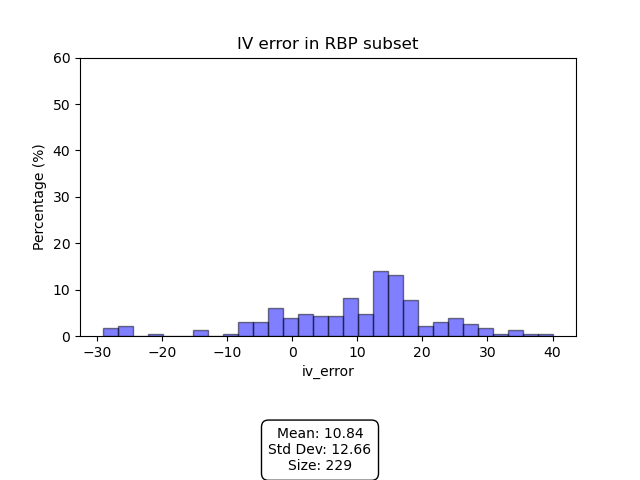 IV error in RBP subset
60
50
40
30
20
10
0
Percentage (%)
−30
−20
−10
0
10
20
30
40
iv_error
Mean: 10.84
Std Dev: 12.66
Size: 229